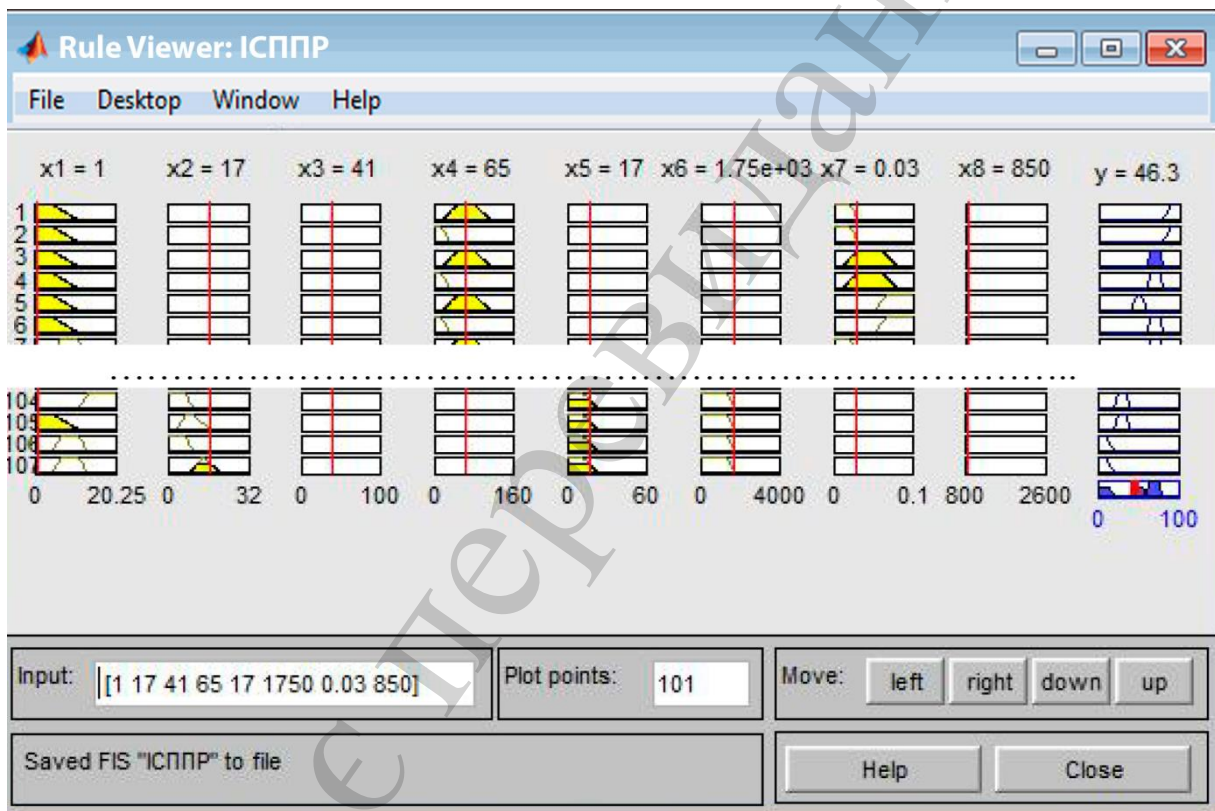 Rule Viewer: ІСППР
File Desktop Window Help
x1 = 1 x2 = 17 x3 = 41 x4 = 65 x5 = 17 x6 = 1.75e+03 x7 = 0.03 x8 = 850 y = 46.3
1
2
3
4
5
6
7
104
105
106
107
0 20.25 0 32 0 100 0 160 0 60 0 4000 0 0.1 800 2600
0 100
Input: [1 17 41 65 17 1750 0.03 850] Plot points: 101 Move: left right down up
Saved FIS "ІСППР" to file Help Close
є перевидан